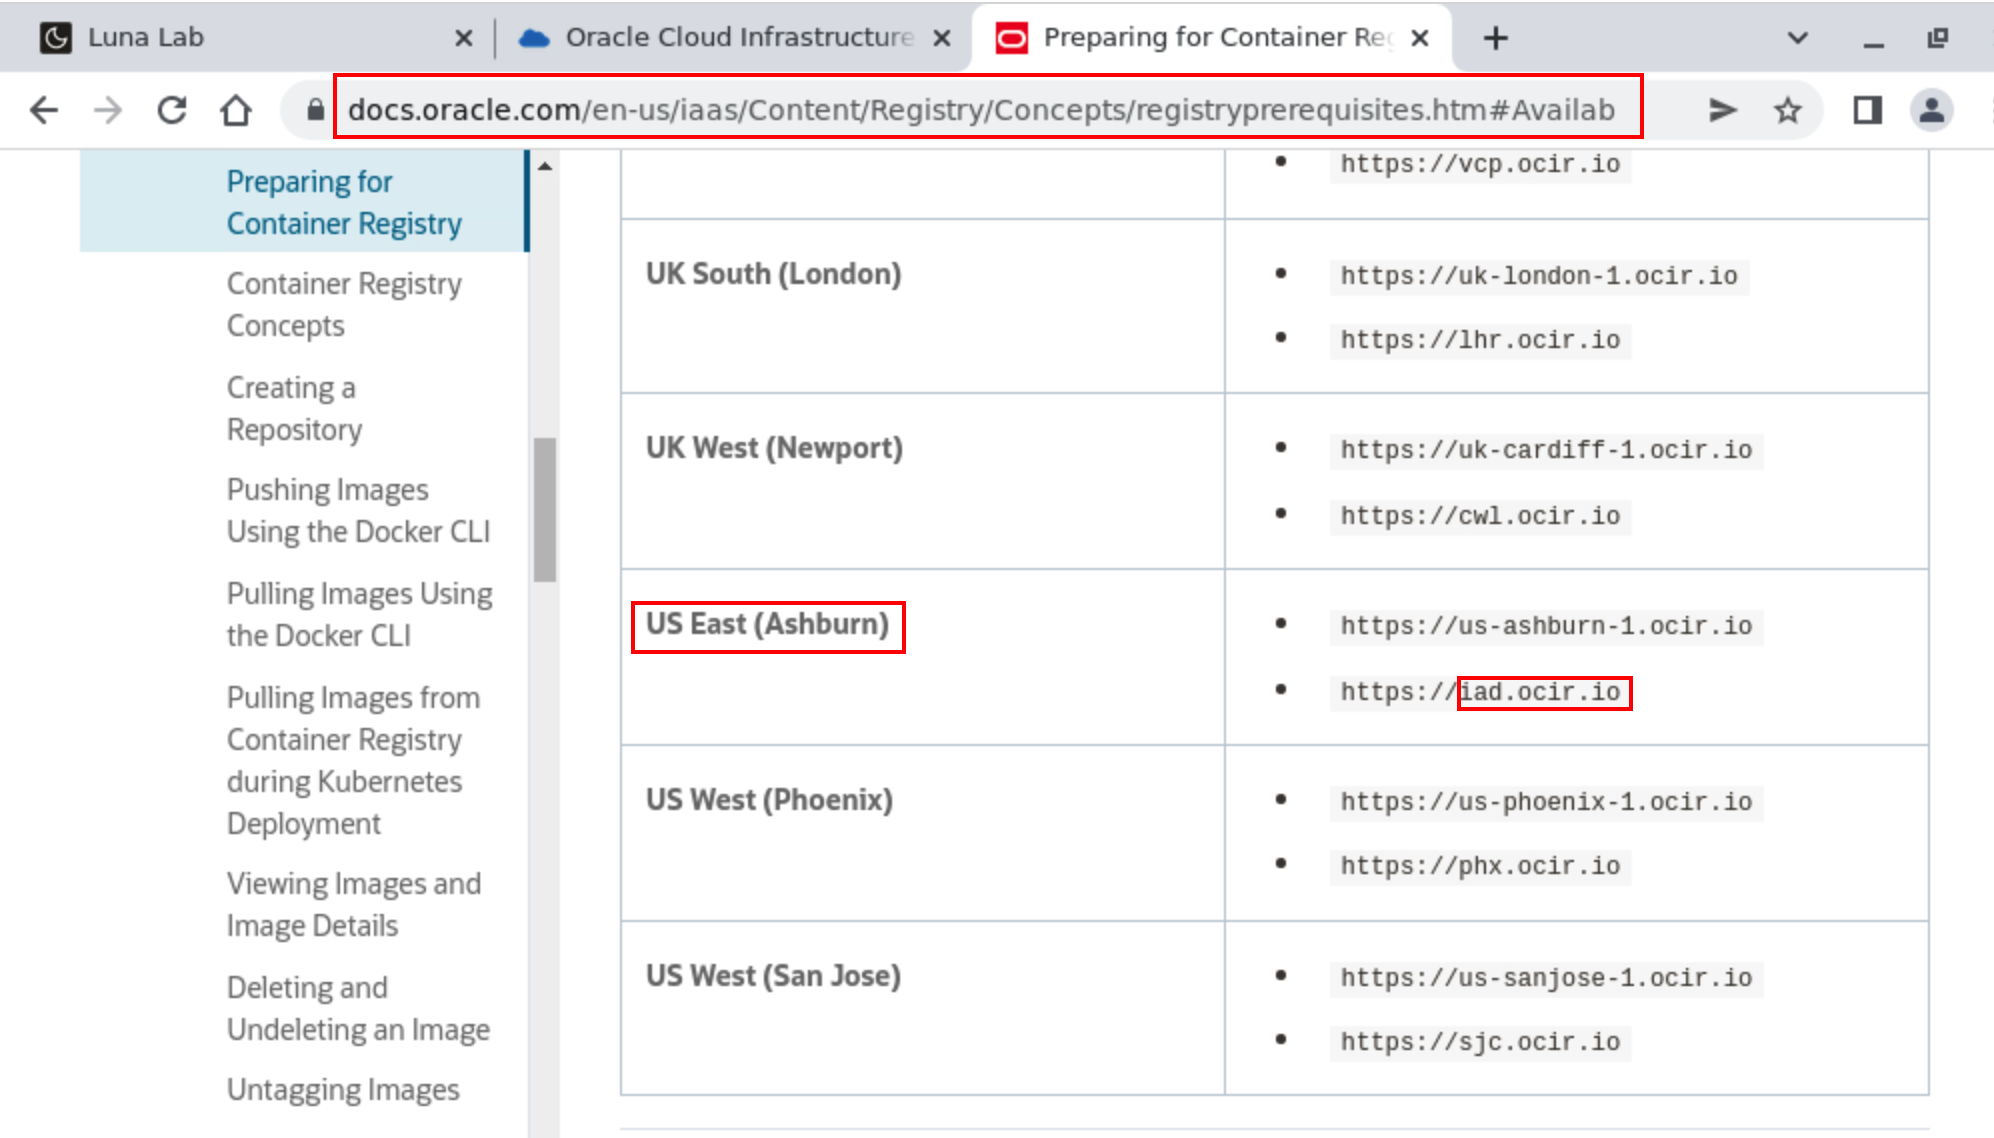 Luna Lab
Oracle Cloud Infrastructure
Preparing for Container Reg
docs.oracle.com/en-us/iaas/Content/Registry/Concepts/registryprerequisites.htm#Availab
Preparing for
Container Registry
Container Registry
Concepts
Creating a
Repository
Pushing Images
Using the Docker CLI
Pulling Images Using
the Docker CLI
Pulling Images from
Container Registry
during Kubernetes
Deployment
Viewing Images and
Image Details
Deleting and
Undeleting an Image
Untagging Images
https://vcp.ocir.io
UK South (London)
https://uk-london-1.ocir.io
https://lhr.ocir.io
UK West (Newport)
https://uk-cardiff-1.ocir.io
https://cwl.ocir.io
US East (Ashburn)
https://us-ashburn-1.ocir.io
https://iad.ocir.io
US West (Phoenix)
https://us-phoenix-1.ocir.io
https://phx.ocir.io
US West (San Jose)
https://us-sanjose-1.ocir.io
https://sjc.ocir.io